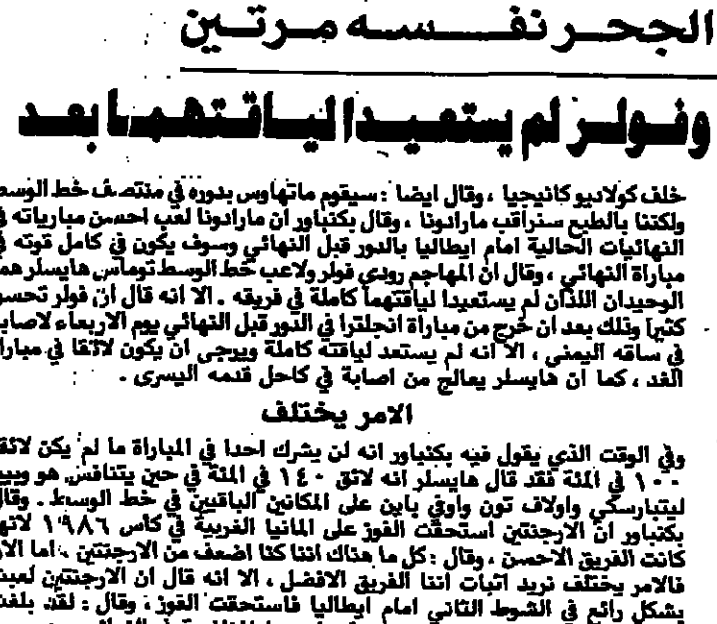 الجحر نفسه مرتين
وفولر لم يستعيدا لياقتهما بعد
خلف كولاديو كانيجيا ، وقال ايضا : سيقوم ماتهاوس بدوره في منتصف خط الوسط
ولكننا بالطبع سنراقب مارادونا ، وقال بكنباور ان مارادونا لعب احسن مبارياته في
النهائيات الحالية امام ايطاليا بالدور قبل النهائي وسوف يكون في كامل قوته في
مباراة النهائي ، وقال ان المهاجم رودي فولر ولاعب خط الوسط توماس هايسلر هما
الوحيدان اللذان لم يستعيدا لياقتهما كاملة في فريقه . الا انه قال ان فولر تحسن
كثيرا وذلك بعد ان خرج من مباراة انجلترا في الدور قبل النهائي يوم الاربعاء لاصابة
في ساقه اليمنى ، الا انه لم يستعد لياقته كاملة ويرجى ان يكون لائقا في مباراة
الغد ، كما ان هايسلر يعالج من اصابة في كاحل قدمه اليسرى .
الامر يختلف
وفي الوقت الذي يقول فيه بكنباور انه لن يشرك احدا في المباراة ما لم يكن لائقا
١٠٠ في المئة فقد قال هايسلر انه لائق ١٤٠ في المئة في حين يتنافس هو وبيير
ليتبارسكي واولاف تون واوفي باين على المكانين الباقيين في خط الوسط . وقال
بكنباور ان الارجنتين استحقت الفوز على المانيا الغربية في كأس ١٩٨٦ لانها
كانت الفريق الاحسن ، وقال : كل ما هناك اننا كنا اضعف من الارجنتين ، اما الان
فالامر يختلف نريد اثبات اننا الفريق الافضل ، الا انه قال ان الارجنتين لعبت
بشكل رائع في الشوط الثاني امام ايطاليا فاستحقت الفوز ، وقال : لقد بلغت